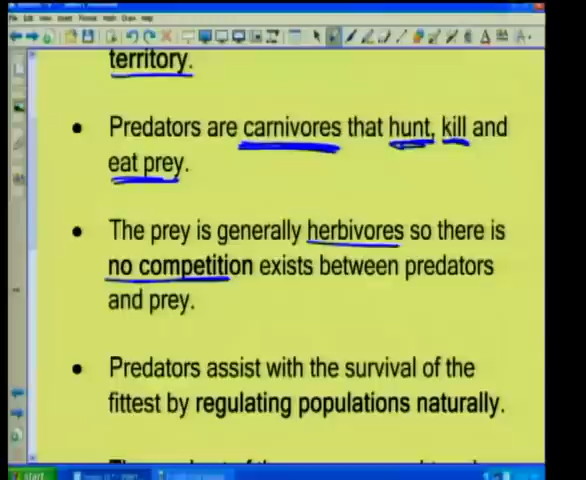 territory.
• Predators are carnivores that hunt, kill and
eat prey.
• The prey is generally herbivores so there is
no competition exists between predators
and prey.
• Predators assist with the survival of the
fittest by regulating populations naturally.
start